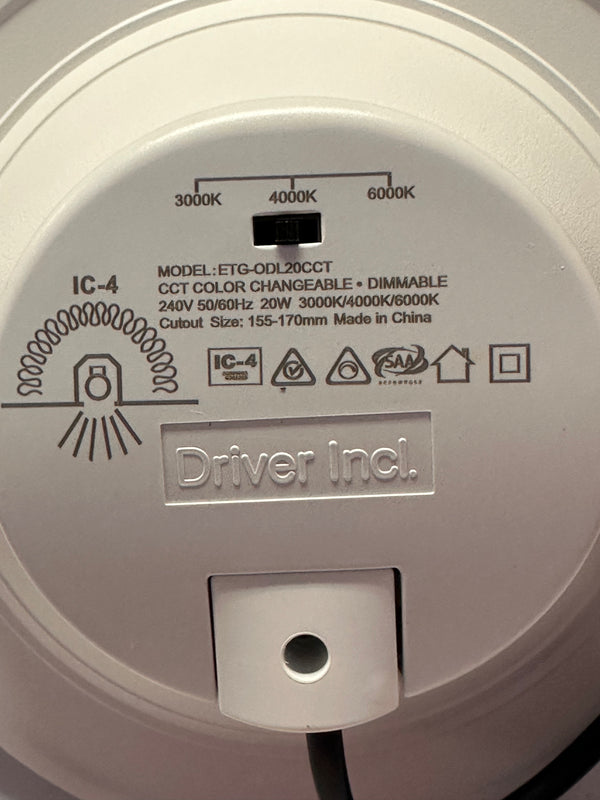 3000K 4000K 6000K
MODEL:ETG-ODL20CCT
CCT COLOR CHANGEABLE • DIMMABLE
240V 50/60Hz 20W 3000K/4000K/6000K
Cutout Size: 155-170mm Made in China
IC-4
IC-4
SAA
Driver Incl.